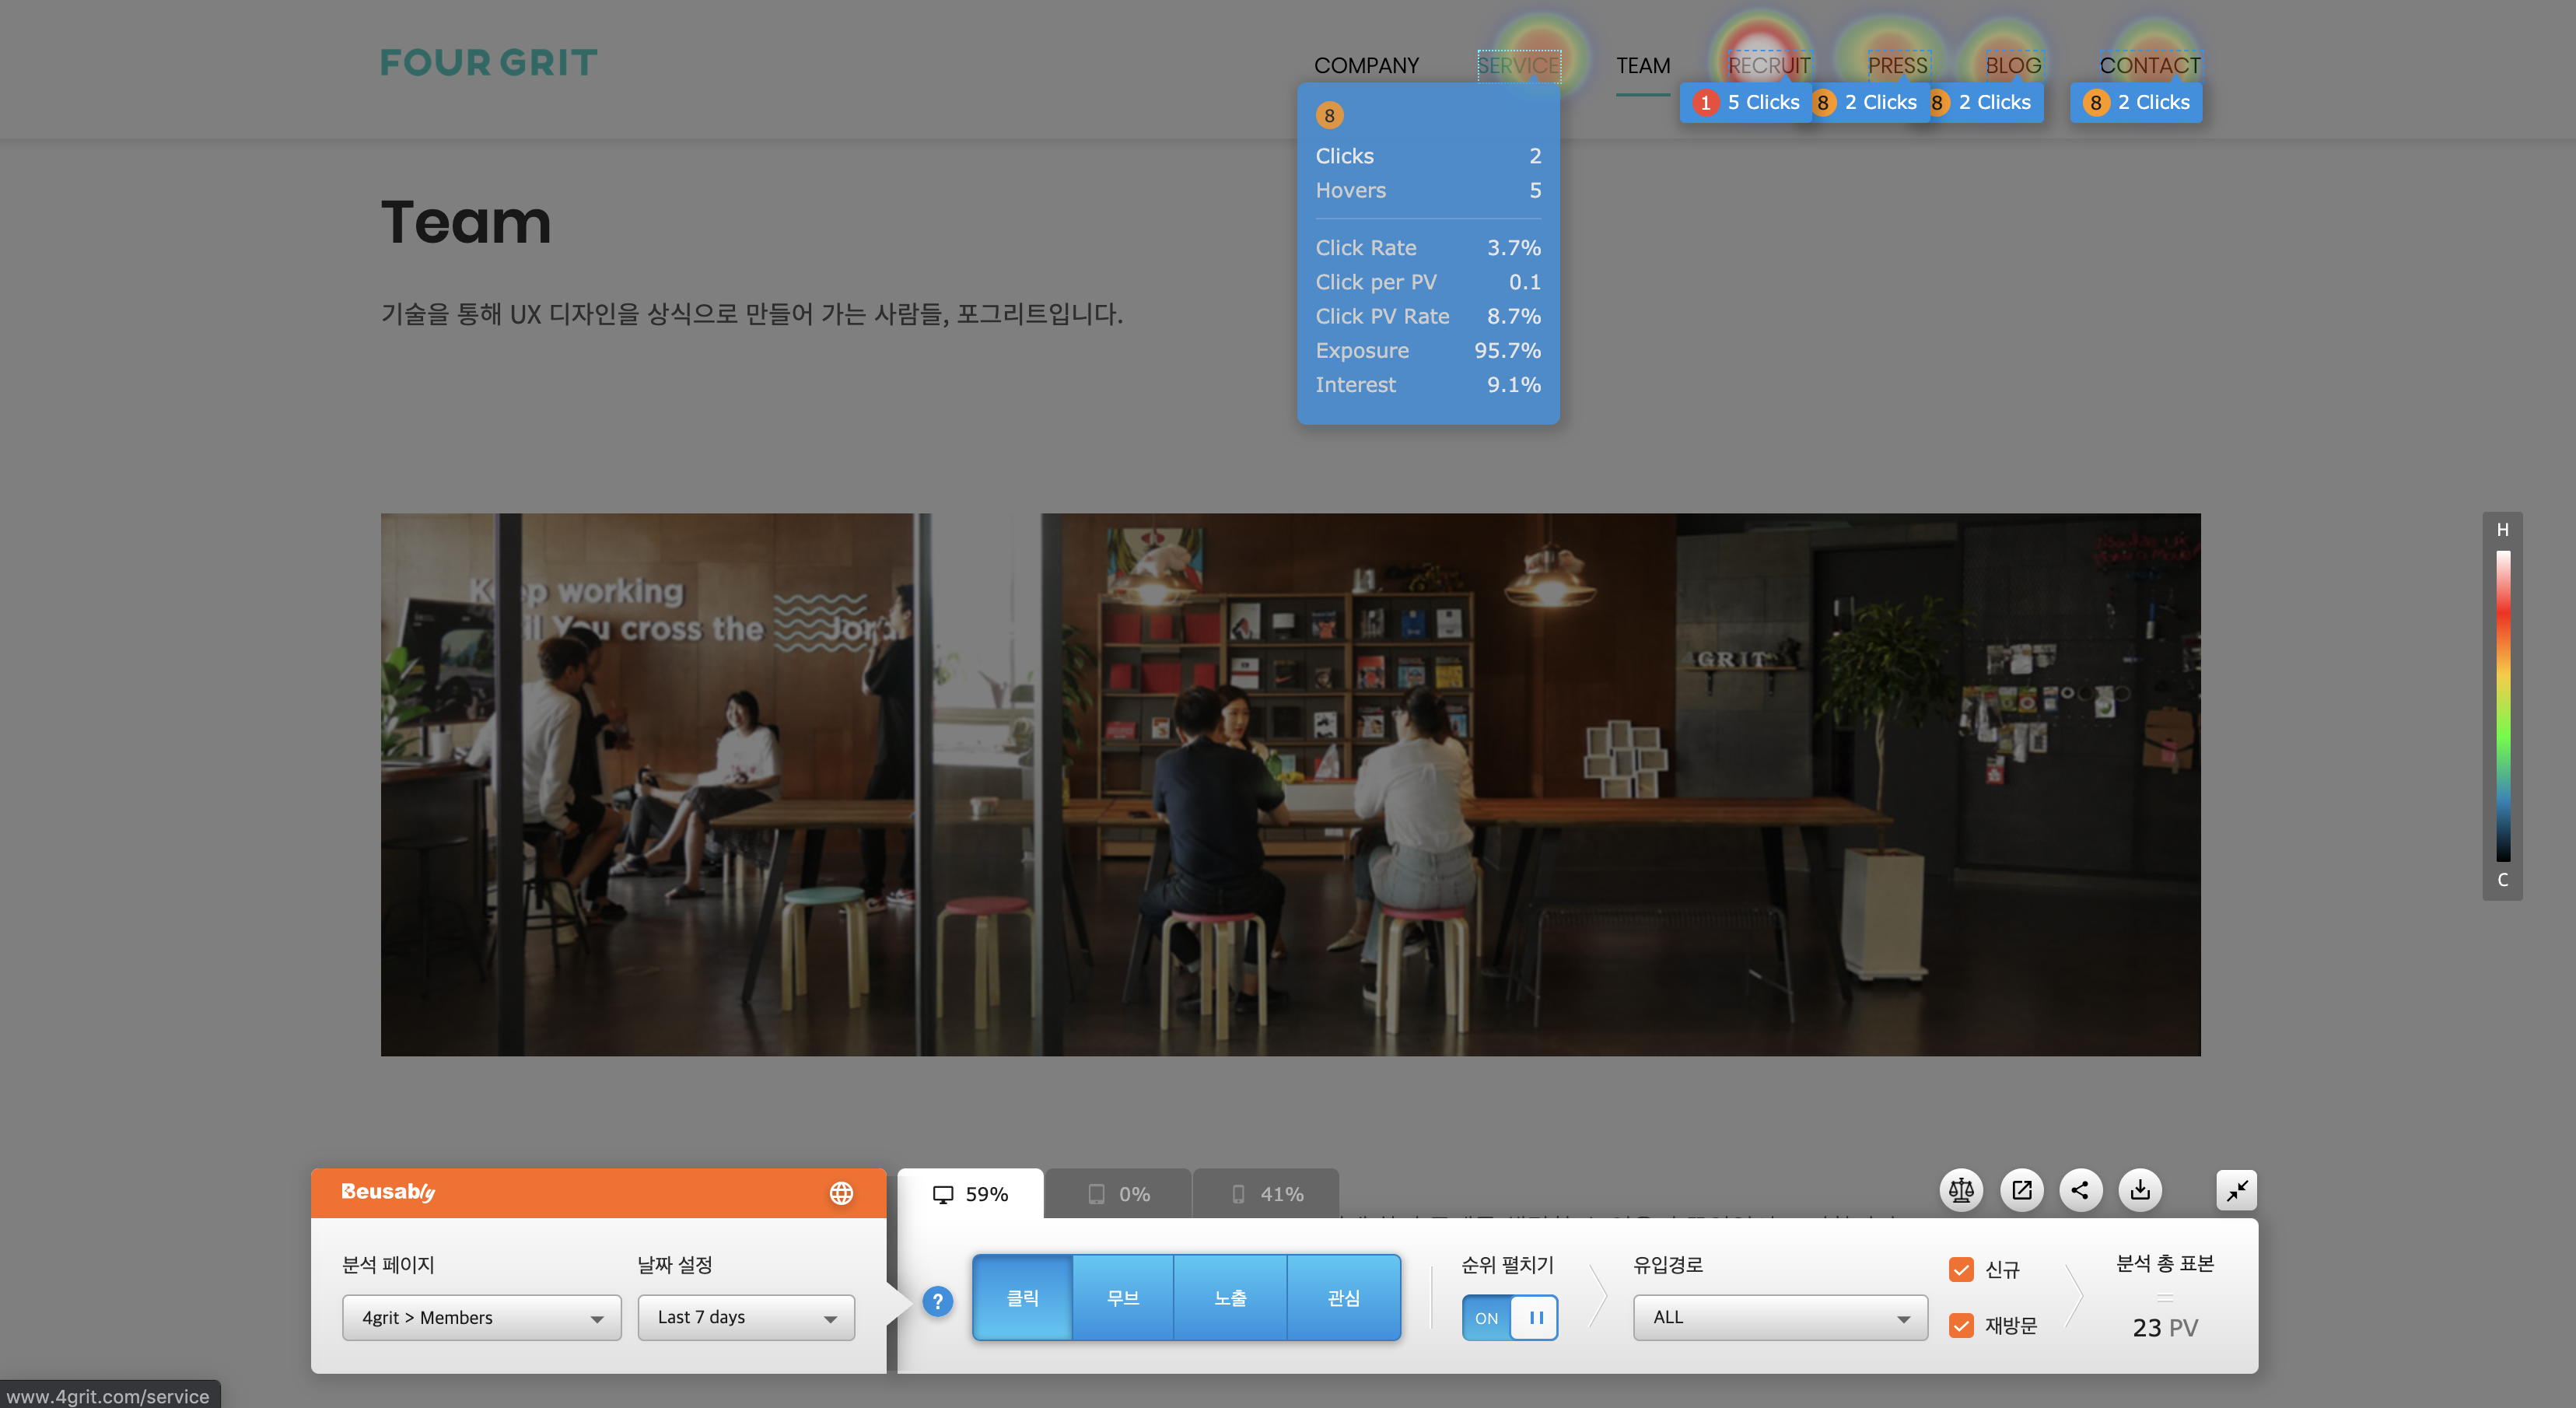 FOUR GRIT
COMPANY
SERVICE
TEAM
RECRUIT
PRESS
BLOG
CONTACT
1 5 Clicks
8 2 Clicks
8 2 Clicks
8 2 Clicks
8
Clicks 2
Hovers 5
Click Rate 3.7%
Click per PV 0.1
Click PV Rate 8.7%
Exposure 95.7%
Interest 9.1%
Team
기술을 통해 UX 디자인을 상식으로 만들어 가는 사람들, 포그리트입니다.
Keep working
You cross the
GRIT
H
C
Beusably
59%
0%
41%
분석 페이지
4grit > Members
날짜 설정
Last 7 days
?
클릭
무브
노출
관심
순위 펼치기
ON
유입경로
ALL
신규
재방문
분석 총 표본
=
23 PV
www.4grit.com/service